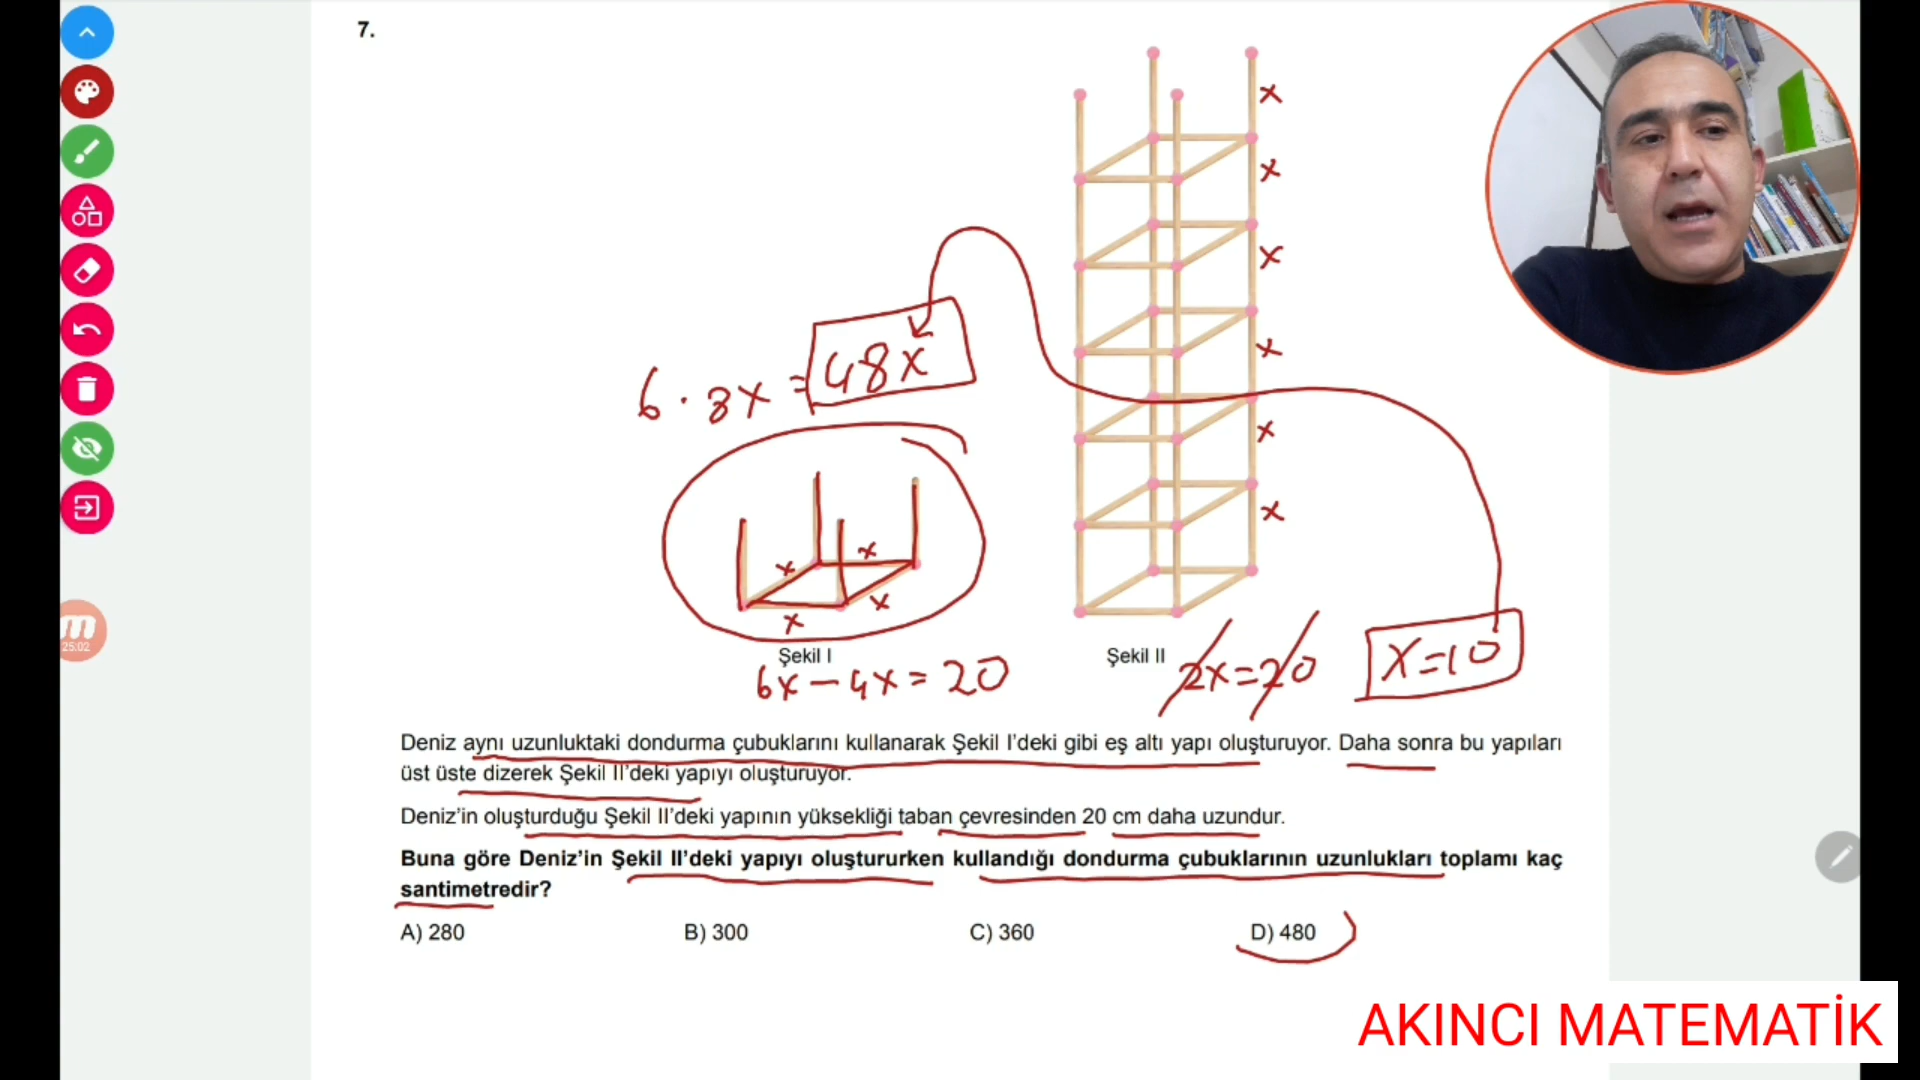 7.
x
x
x
x
x
x
6 . 8x = 48x
x
x
x
x
Şekil I
Şekil II
6x - 4x = 20
2x = 20
x = 10
Deniz aynı uzunluktaki dondurma çubuklarını kullanarak Şekil I'deki gibi eş altı yapı oluşturuyor. Daha sonra bu yapıları
üst üste dizerek Şekil II'deki yapıyı oluşturuyor.
Deniz'in oluşturduğu Şekil II'deki yapının yüksekliği taban çevresinden 20 cm daha uzundur.
Buna göre Deniz'in Şekil II'deki yapıyı oluştururken kullandığı dondurma çubuklarının uzunlukları toplamı kaç
santimetredir?
A) 280
B) 300
C) 360
D) 480
m
25:02
AKINCI MATEMATİK